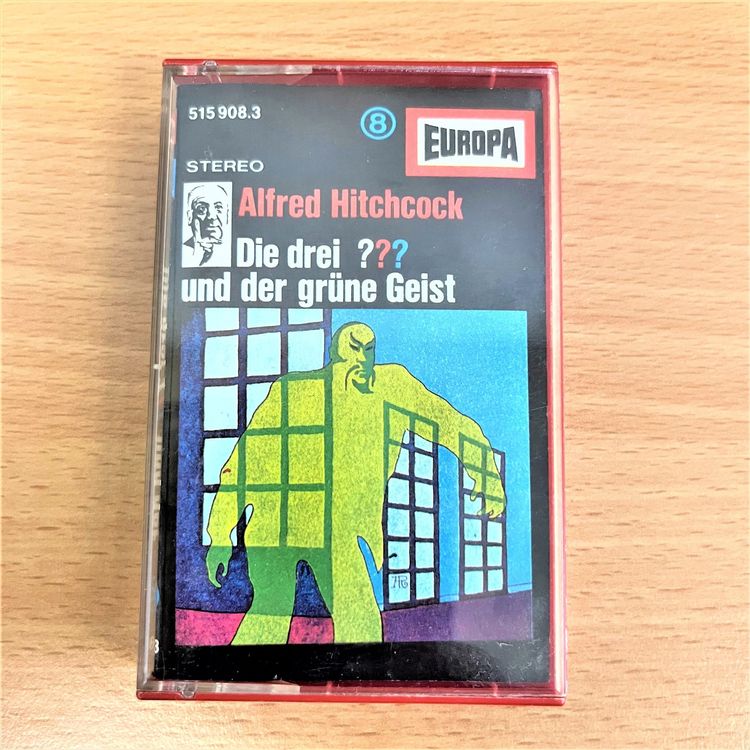 515 908.3
8
EUROPA
STEREO
Alfred Hitchcock
Die drei ???
und der grüne Geist